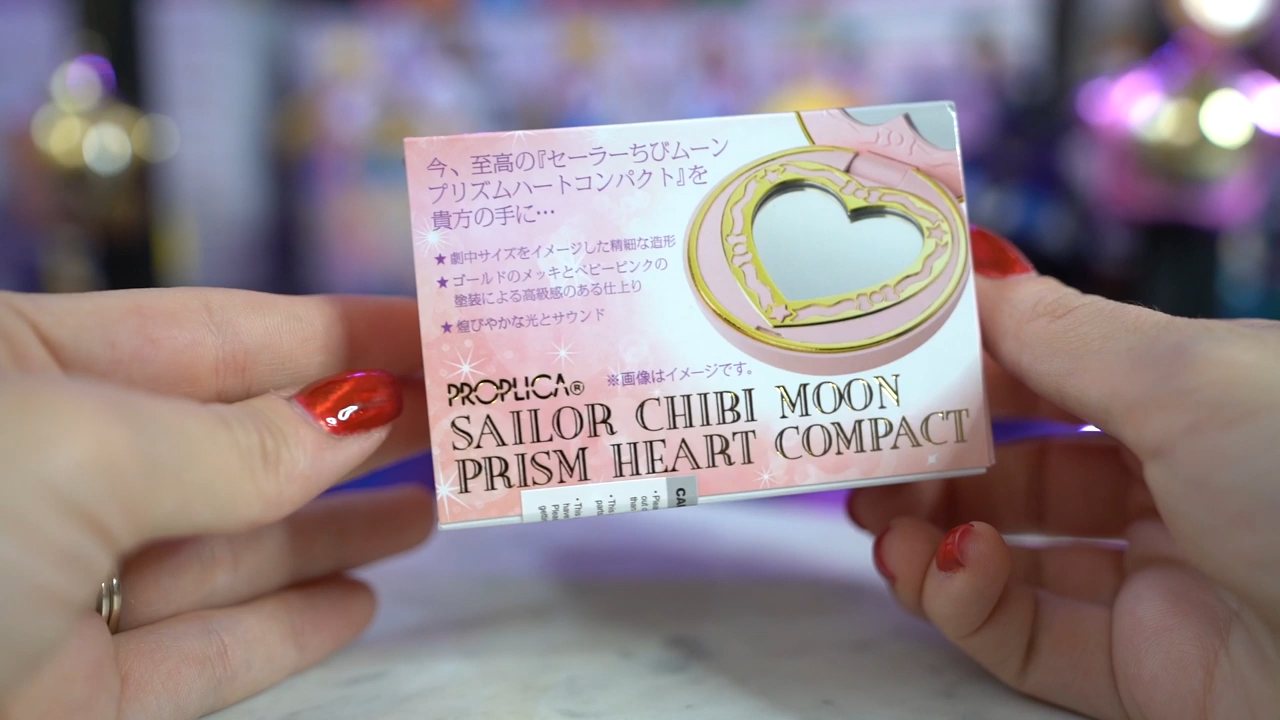 今、至高の『セーラーちびムーン
プリズムハートコンパクト』を
貴方の手に…
★劇中サイズをイメージした精細な造形
★ゴールドのメッキとベビーピンクの
塗装による高級感のある仕上り
★煌びやかな光とサウンド
※画像はイメージです。
PROPLICA®
SAILOR CHIBI MOON
PRISM HEART COMPACT